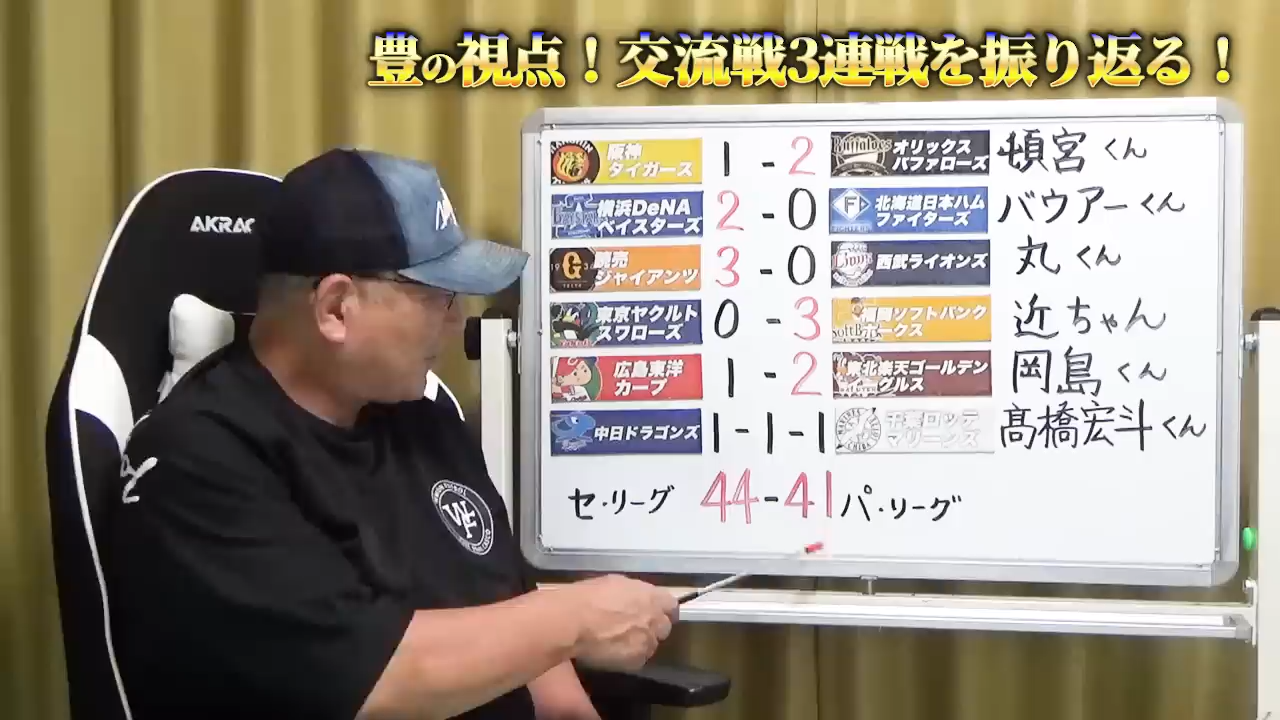 豊の視点！交流戦3連戦を振り返る！
AKRAC
阪神
タイガース
1 - 2
Buffaloes
オリックス
バファローズ
頓宮くん
横浜DeNA
ベイスターズ
2 - 0
F
FIGHTERS
北海道日本ハム
ファイターズ
バウアーくん
G
読売
ジャイアンツ
3 - 0
Lions
西武ライオンズ
丸くん
東京ヤクルト
スワローズ
0 - 3
福岡ソフトバンク
ホークス
近ちゃん
広島東洋
カープ
1 - 2
東北楽天ゴールデン
グルス
岡島くん
中日ドラゴンズ
1 - 1 - 1
千葉ロッテ
マリーンズ
髙橋宏斗くん
セ・リーグ 44-41 パ・リーグ